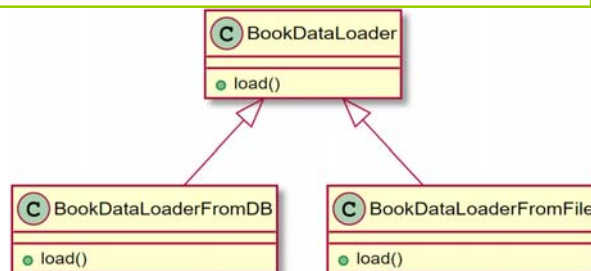 C BookDataLoader
load()
C BookDataLoaderFromDB
load()
C BookDataLoaderFromFile
load()